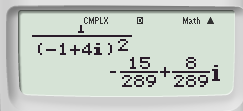 CMPLX D Math ▲
1
(-1+4i)²
-15/289+8/289i